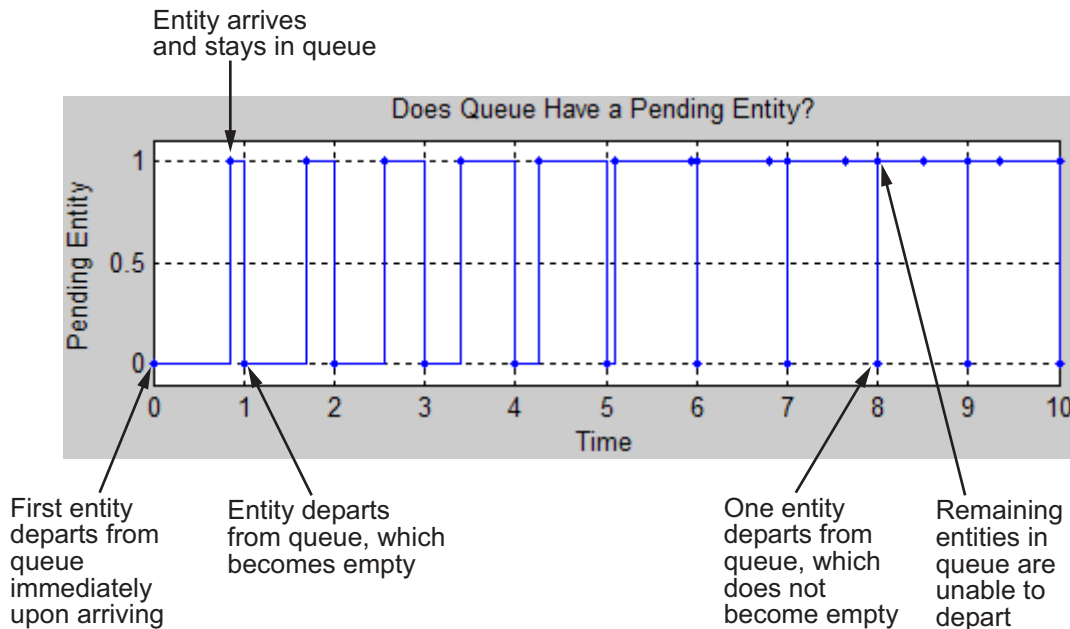 Entity arrives
and stays in queue
Does Queue Have a Pending Entity?
Pending Entity
1
0.5
0
0 1 2 3 4 5 6 7 8 9 10
Time
First entity
departs from
queue
immediately
upon arriving
Entity departs
from queue, which
becomes empty
One entity
departs from
queue, which
does not
become empty
Remaining
entities in
queue are
unable to
depart